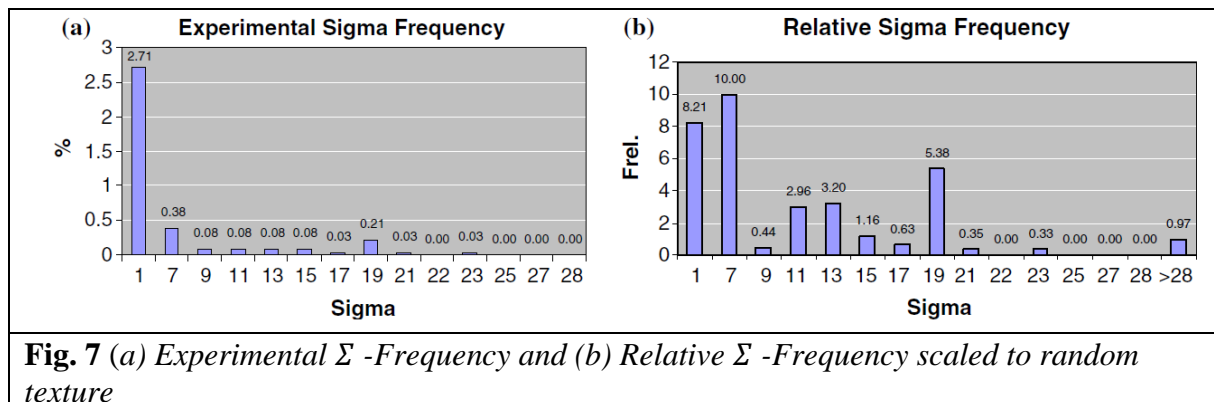 (a) Experimental Sigma Frequency
3
2.71
2.5
2
1.5
1
0.5
0
%
0.38
0.08 0.08 0.08 0.08 0.03 0.21 0.03 0.00 0.03 0.00 0.00 0.00
1 7 9 11 13 15 17 19 21 22 23 25 27 28
Sigma
(b) Relative Sigma Frequency
12
10
8
6
4
2
0
Frel.
8.21 10.00 0.44 2.96 3.20 1.16 0.63 5.38 0.35 0.00 0.33 0.00 0.00 0.00 0.97
1 7 9 11 13 15 17 19 21 22 23 25 27 28 >28
Sigma
Fig. 7 (a) Experimental Σ -Frequency and (b) Relative Σ -Frequency scaled to random
texture